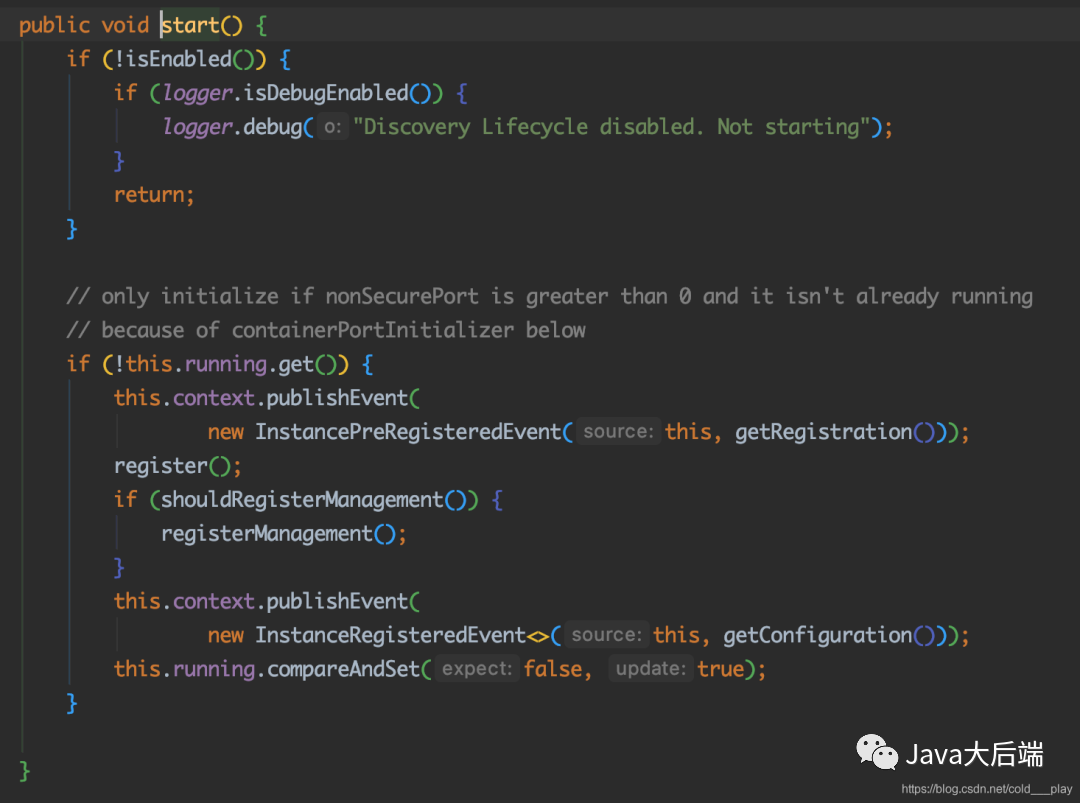 public void start() {
    if (!isEnabled()) {
        if (logger.isDebugEnabled()) {
            logger.debug( o: "Discovery Lifecycle disabled. Not starting");
        }
        return;
    }

    // only initialize if nonSecurePort is greater than 0 and it isn't already running
    // because of containerPortInitializer below
    if (!this.running.get()) {
        this.context.publishEvent(
                new InstancePreRegisteredEvent( source: this, getRegistration()));
        register();
        if (shouldRegisterManagement()) {
            registerManagement();
        }
        this.context.publishEvent(
                new InstanceRegisteredEvent<>( source: this, getConfiguration()));
        this.running.compareAndSet( expect: false, update: true);
    }

}
Java大后端
https://blog.csdn.net/cold___play